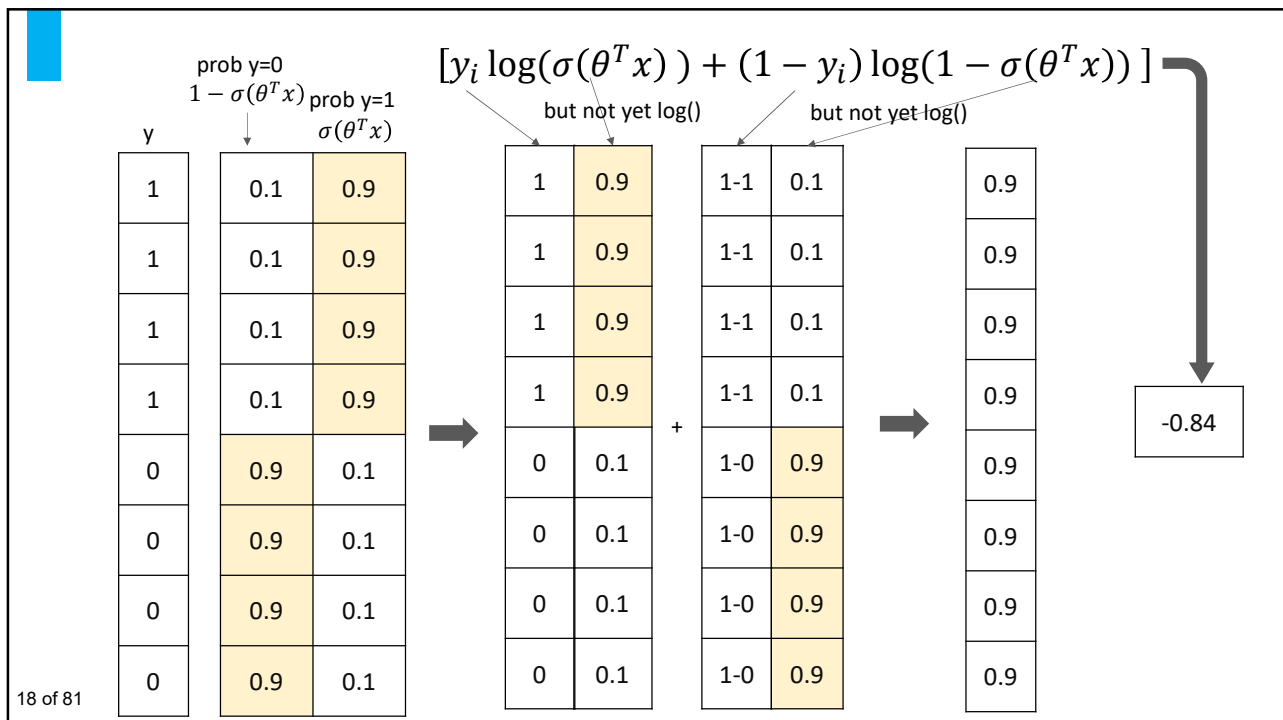 [y_i log(σ(θ^T x) ) + (1 − y_i) log(1 − σ(θ^T x)) ]
prob y=0
1 − σ(θ^T x)
prob y=1
σ(θ^T x)
but not yet log()
but not yet log()
y
1 0.1 0.9 1 0.9 1-1 0.1 0.9
1 0.1 0.9 1 0.9 1-1 0.1 0.9
1 0.1 0.9 1 0.9 1-1 0.1 0.9
1 0.1 0.9 1 0.9 1-1 0.1 0.9
-0.84
+
0 0.9 0.1 0 0.1 1-0 0.9 0.9
0 0.9 0.1 0 0.1 1-0 0.9 0.9
0 0.9 0.1 0 0.1 1-0 0.9 0.9
0 0.9 0.1 0 0.1 1-0 0.9 0.9
18 of 81